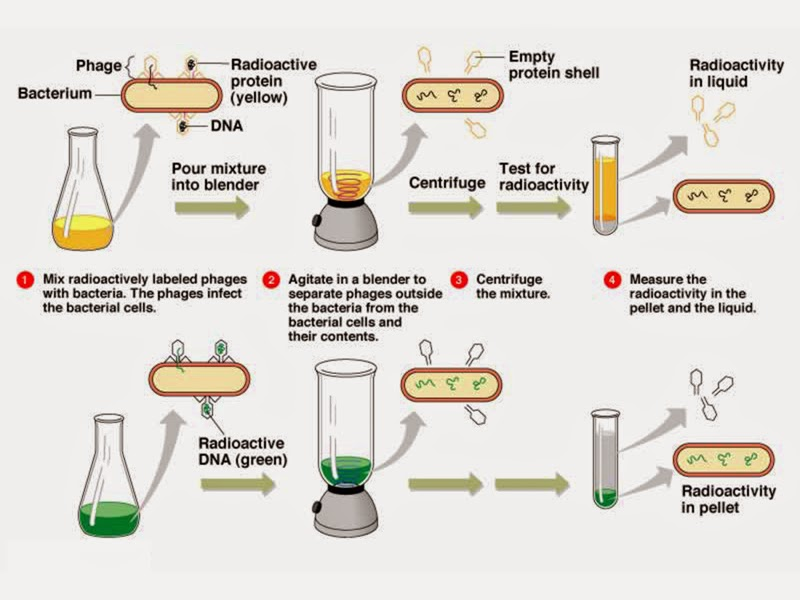 Phage
Bacterium
Radioactive
protein
(yellow)
DNA
Pour mixture
into blender
Empty
protein shell
Centrifuge
Test for
radioactivity
Radioactivity
in liquid
1 Mix radioactively labeled phages
with bacteria. The phages infect
the bacterial cells.
2 Agitate in a blender to
separate phages outside
the bacteria from the
bacterial cells and
their contents.
3 Centrifuge
the mixture.
4 Measure the
radioactivity in the
pellet and the liquid.
Radioactive
DNA (green)
Radioactivity
in pellet